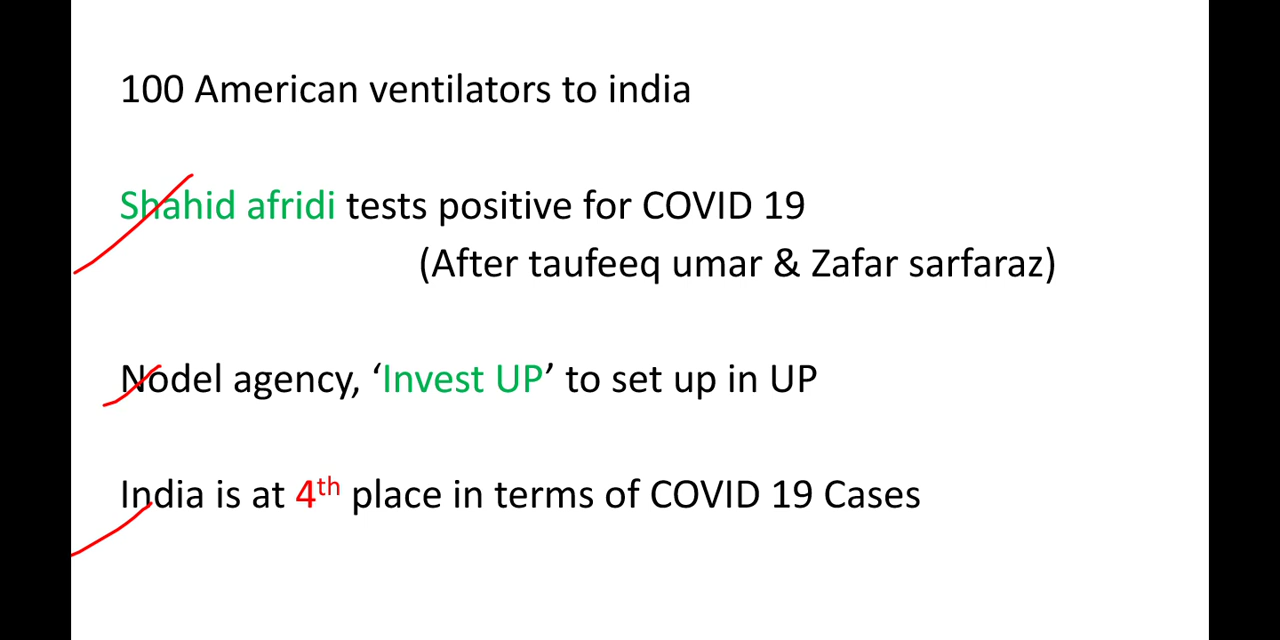 100 American ventilators to india
Shahid afridi tests positive for COVID 19
(After taufeeq umar & Zafar sarfaraz)
Nodel agency, ‘Invest UP’ to set up in UP
India is at 4th place in terms of COVID 19 Cases